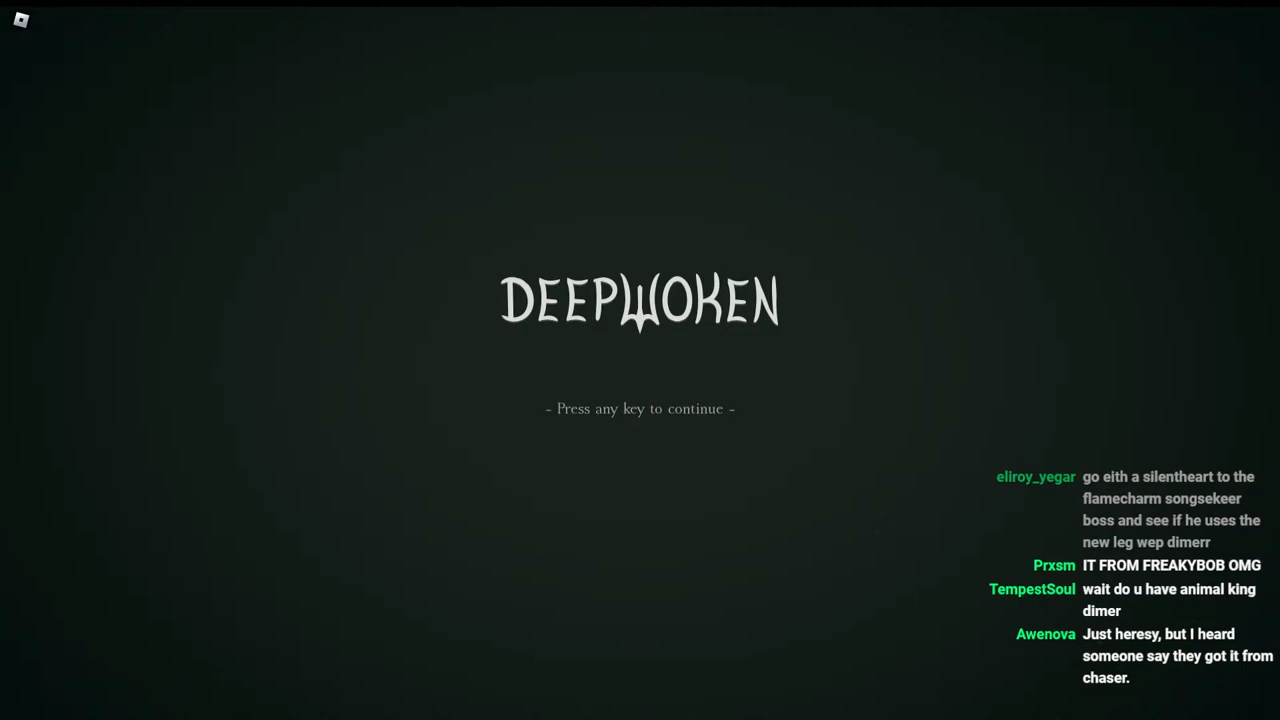 DEEPWOKEN
- Press any key to continue -
eliroy_yegar go eith a silentheart to the
flamecharm songsekeer
boss and see if he uses the
new leg wep dimerr
Prxsm IT FROM FREAKYBOB OMG
TempestSoul wait do u have animal king
dimer
Awenova Just heresy, but I heard
someone say they got it from
chaser.